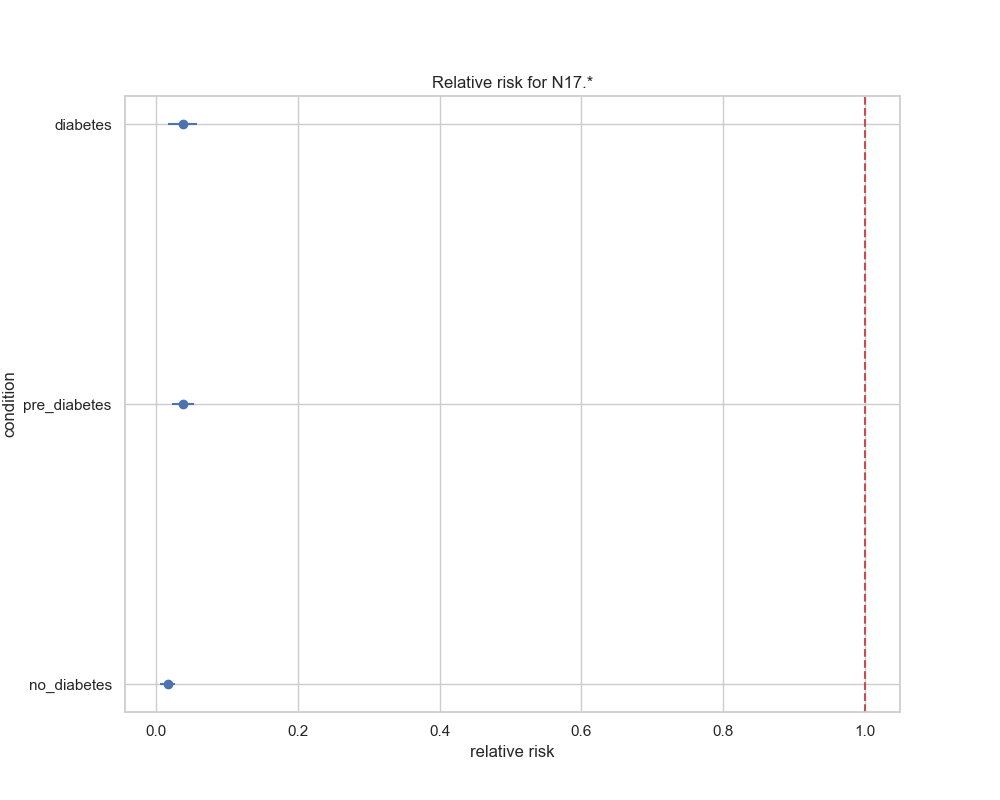 Relative risk for N17.*
diabetes
pre_diabetes
no_diabetes
condition
0.0 0.2 0.4 0.6 0.8 1.0
relative risk